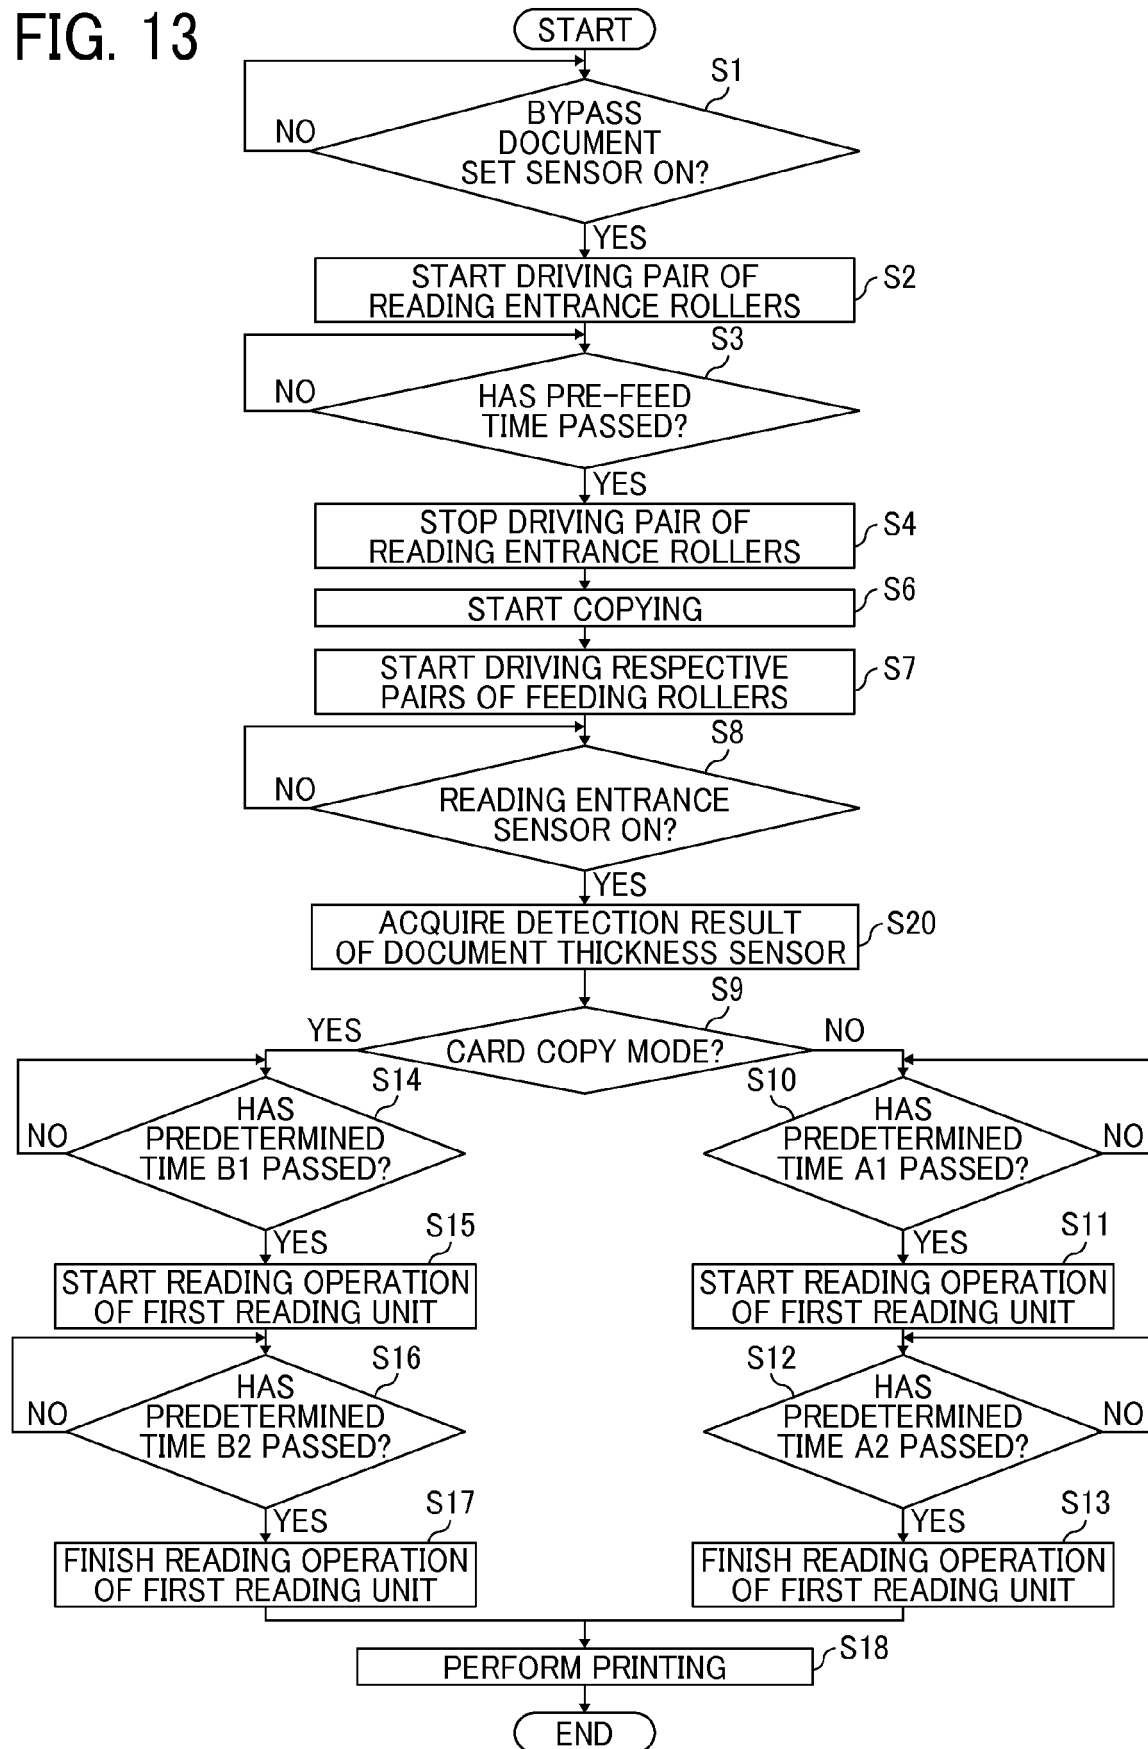 FIG. 13
START
S1
BYPASS
DOCUMENT
SET SENSOR ON?
NO
YES
START DRIVING PAIR OF
READING ENTRANCE ROLLERS
S2
S3
HAS PRE-FEED
TIME PASSED?
NO
YES
STOP DRIVING PAIR OF
READING ENTRANCE ROLLERS
S4
START COPYING
S6
START DRIVING RESPECTIVE
PAIRS OF FEEDING ROLLERS
S7
S8
READING ENTRANCE
SENSOR ON?
NO
YES
ACQUIRE DETECTION RESULT
OF DOCUMENT THICKNESS SENSOR
S20
S9
CARD COPY MODE?
YES
NO
S14
HAS
PREDETERMINED
TIME B1 PASSED?
NO
YES
S10
HAS
PREDETERMINED
TIME A1 PASSED?
NO
YES
S15
START READING OPERATION
OF FIRST READING UNIT
S11
START READING OPERATION
OF FIRST READING UNIT
S16
HAS
PREDETERMINED
TIME B2 PASSED?
NO
YES
S12
HAS
PREDETERMINED
TIME A2 PASSED?
NO
YES
S17
FINISH READING OPERATION
OF FIRST READING UNIT
S13
FINISH READING OPERATION
OF FIRST READING UNIT
PERFORM PRINTING
S18
END